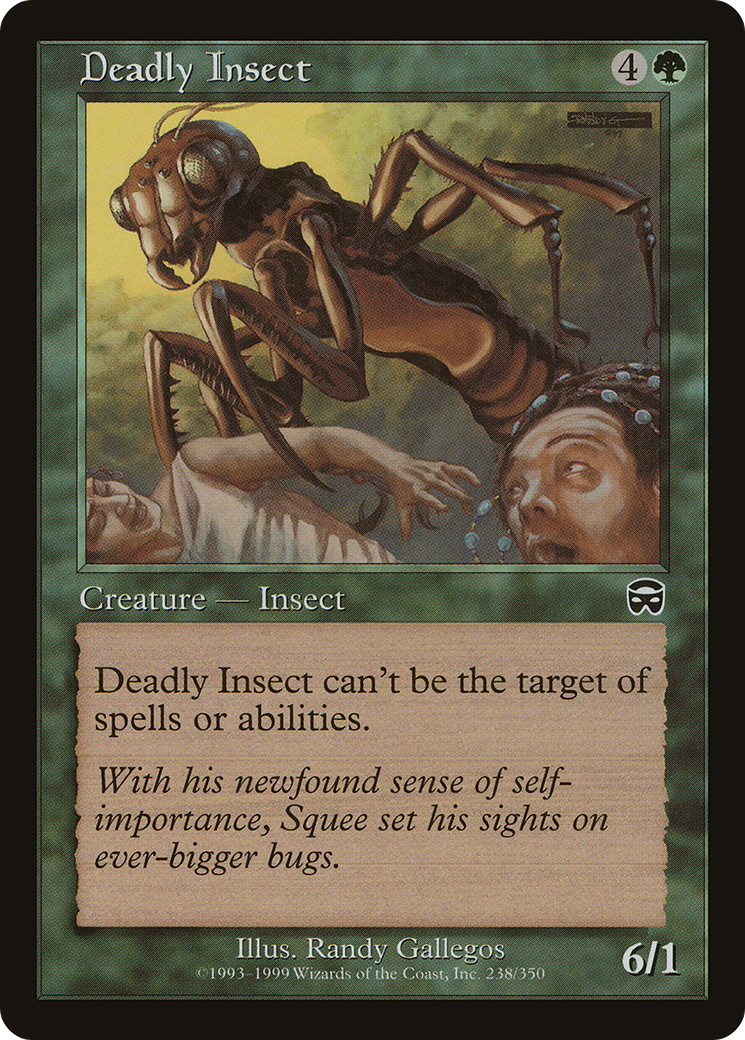 Deadly Insect 4
Creature — Insect
Deadly Insect can't be the target of
spells or abilities.
With his newfound sense of self-
importance, Squee set his sights on
ever-bigger bugs.
Illus. Randy Gallegos
©1993–1999 Wizards of the Coast, Inc. 238/350
6/1